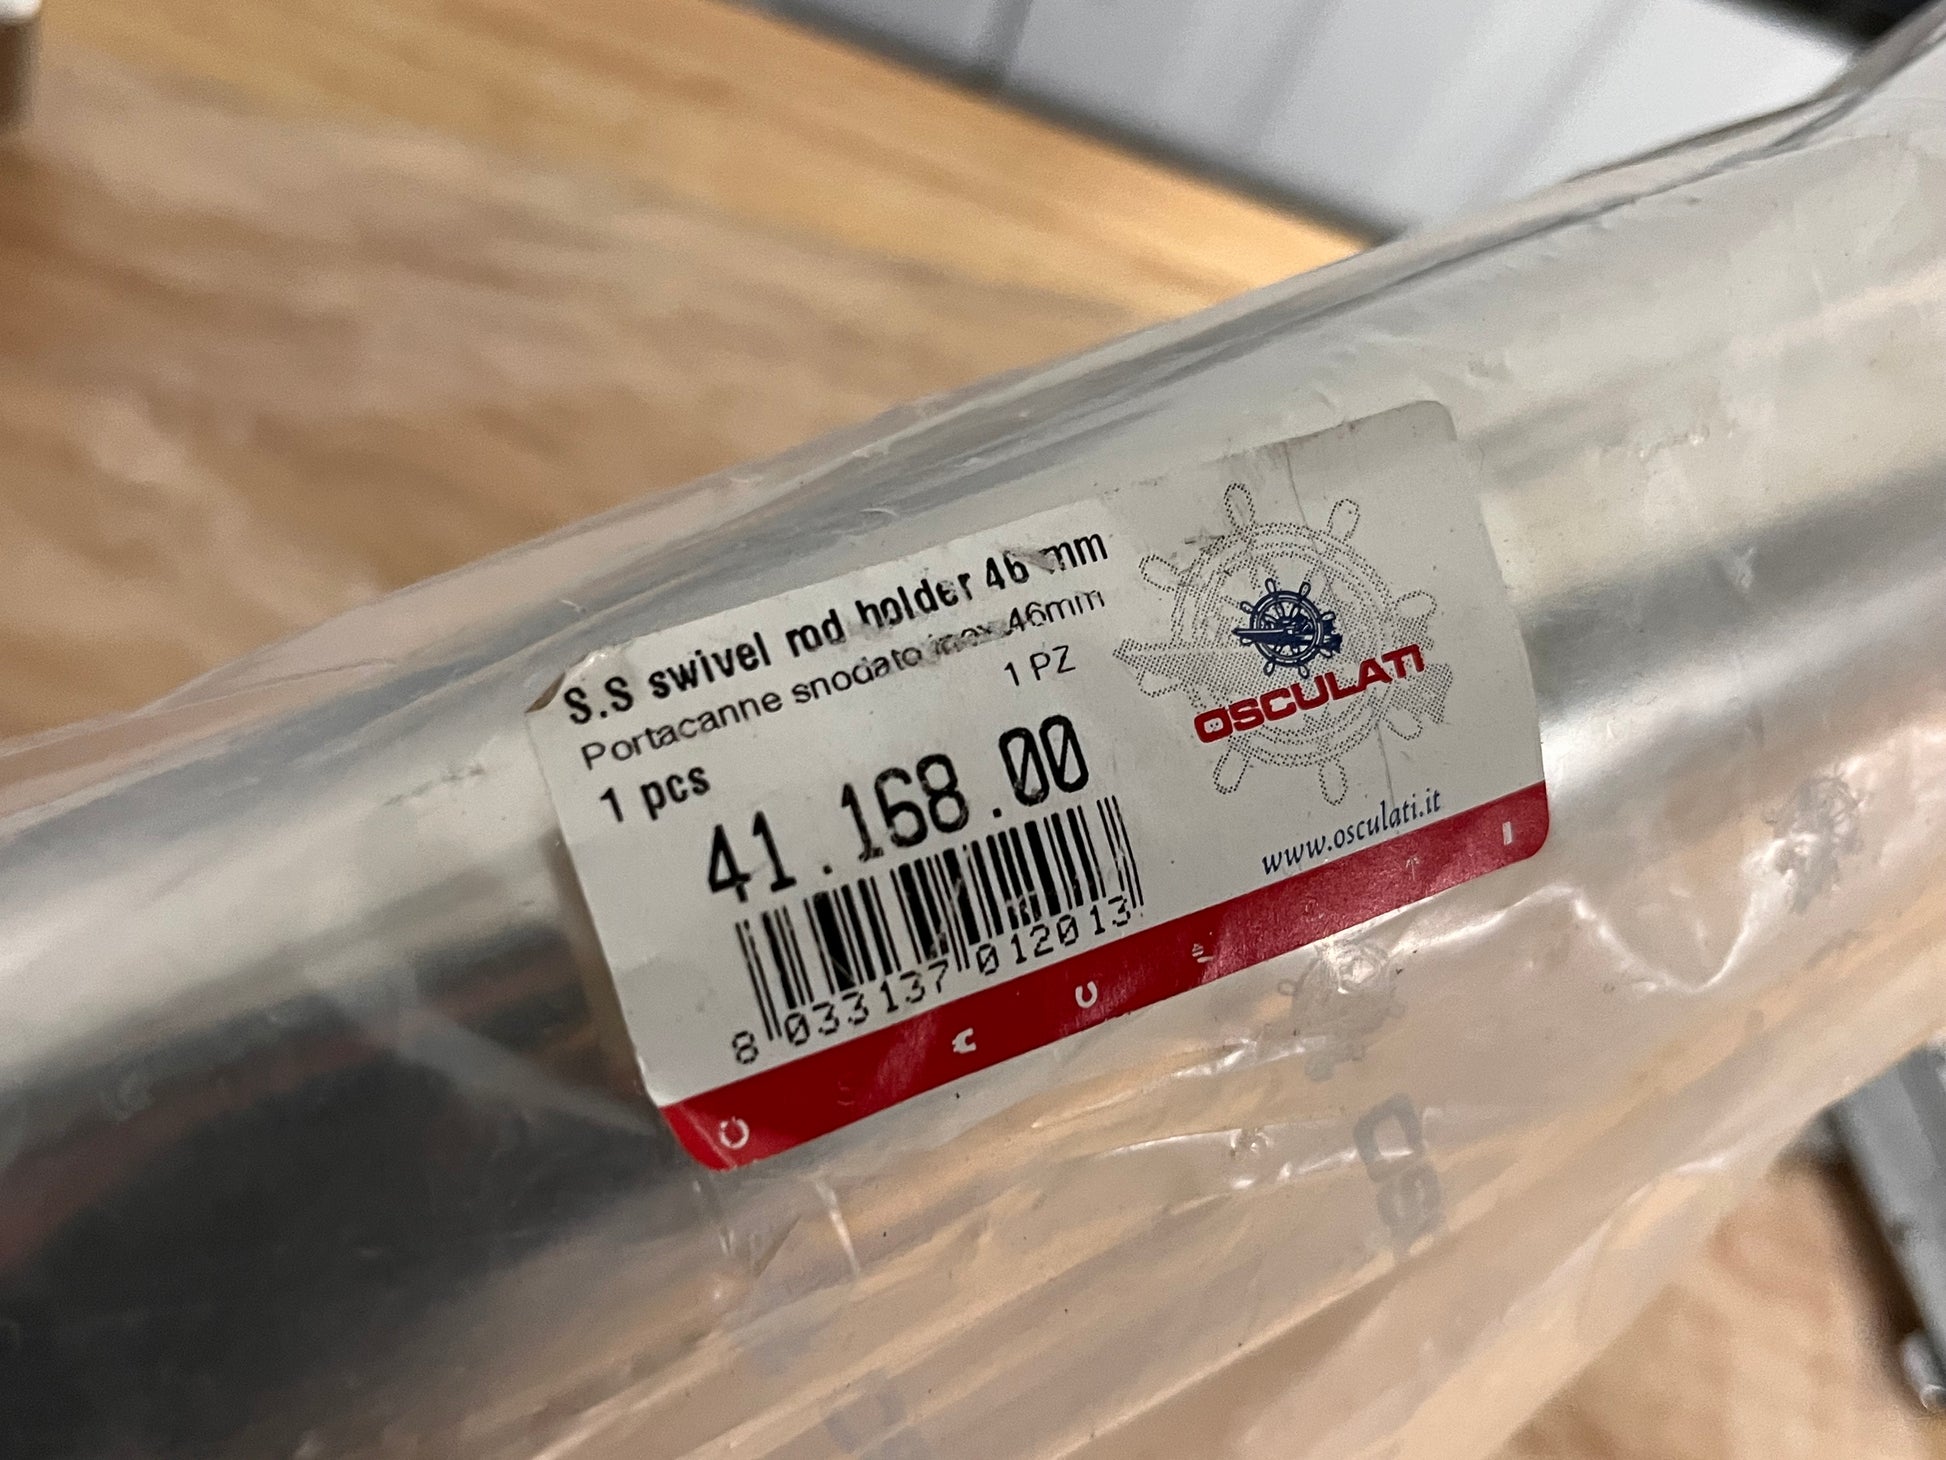 S.S swivel rod holder 46 mm
Portacanne snodato inox 46mm
1 PZ
1 pcs
41.168.00
8 033137 012013
OSCULATI
www.osculati.it